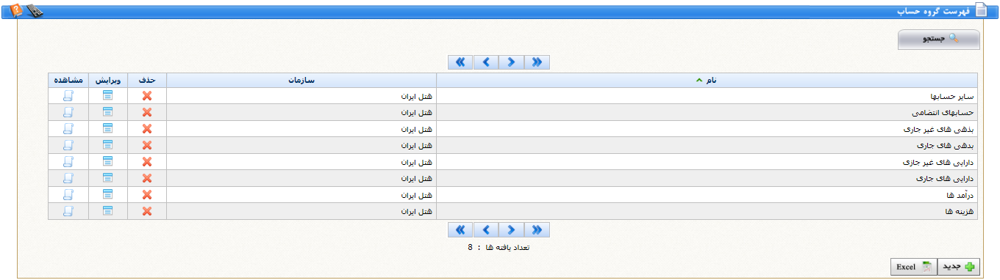 فهرست گروه حساب
جستجو
نام سازمان حذف ویرایش مشاهده
سایر حسابها هتل ایران
حسابهای انتضامی هتل ایران
بذهی های غیر جاری هتل ایران
بدهی های جاری هتل ایران
دارایی های غیر جازی هتل ایران
دارایی های جاری هتل ایران
درآمد ها هتل ایران
هزینه ها هتل ایران
تعداد یافته ها : 8
جدید Excel